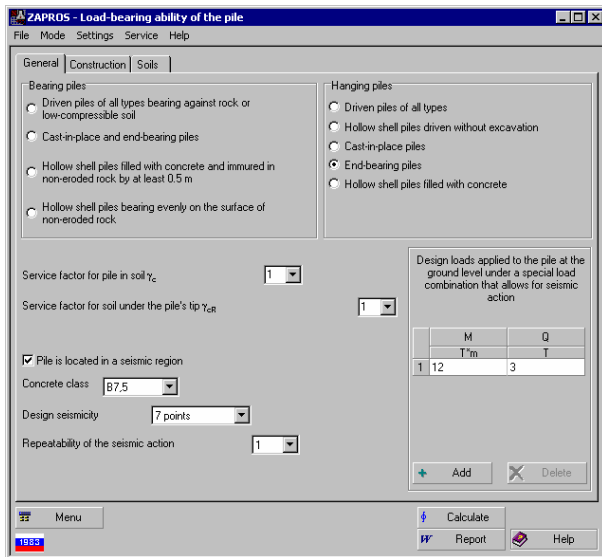 ZAPROS - Load-bearing ability of the pile
File Mode Settings Service Help
General Construction Soils
Bearing piles
Driven piles of all types bearing against rock or
low-compressible soil
Cast-in-place and end-bearing piles
Hollow shell piles filled with concrete and immured in
non-eroded rock by at least 0.5 m
Hollow shell piles bearing evenly on the surface of
non-eroded rock
Hanging piles
Driven piles of all types
Hollow shell piles driven without excavation
Cast-in-place piles
End-bearing piles
Hollow shell piles filled with concrete
Service factor for pile in soil γc 1
Service factor for soil under the pile's tip γcR 1
Pile is located in a seismic region
Concrete class B7,5
Design seismicity 7 points
Repeatability of the seismic action 1
Design loads applied to the pile at the
ground level under a special load
combination that allows for seismic
action
M Q
T*m T
1 12 3
Add Delete
Menu
1983
Calculate
W Report
Help